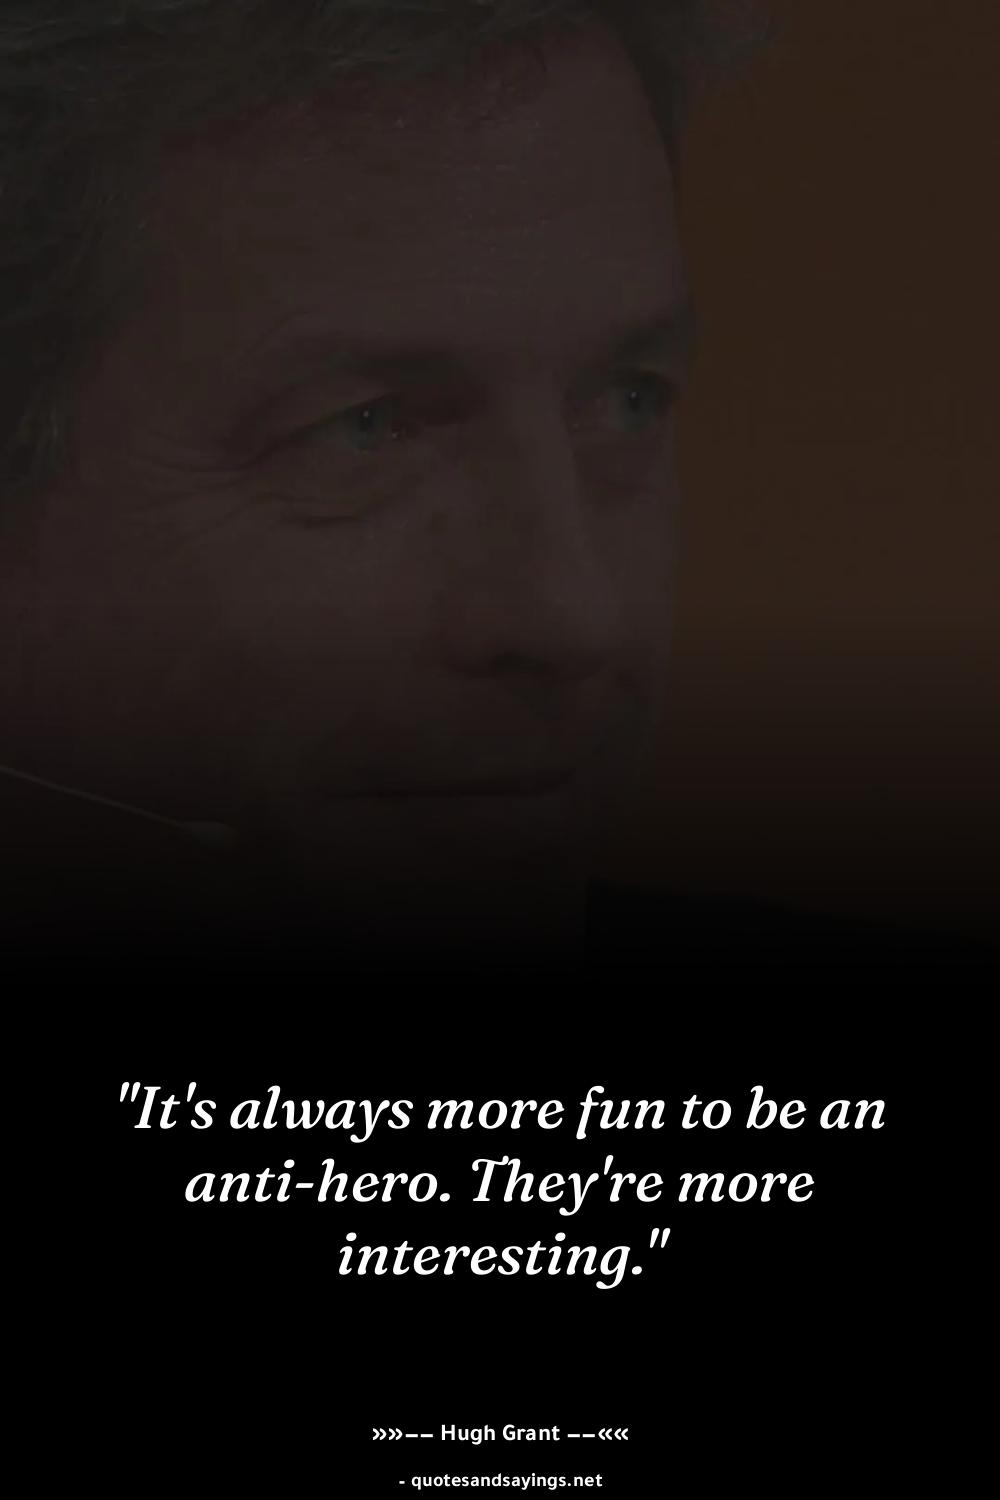 "It's always more fun to be an
anti-hero. They're more
interesting."
»»−− Hugh Grant −−««
- quotesandsayings.net